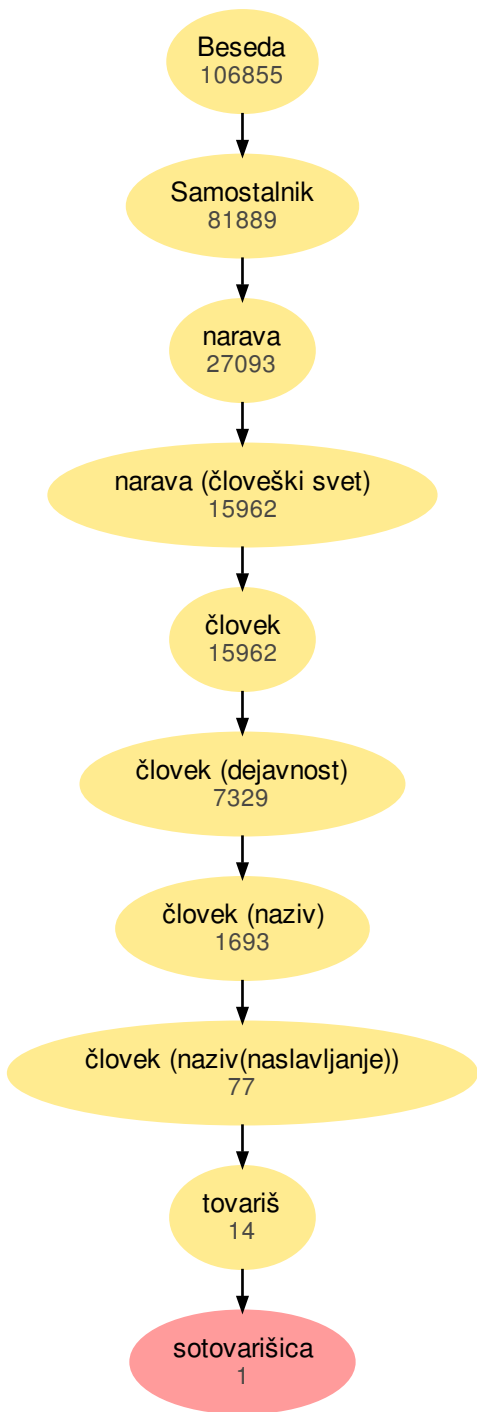 Beseda
106855
Samostalnik
81889
narava
27093
narava (človeški svet)
15962
človek
15962
človek (dejavnost)
7329
človek (naziv)
1693
človek (naziv(naslavljanje))
77
tovariš
14
sotovarišica
1